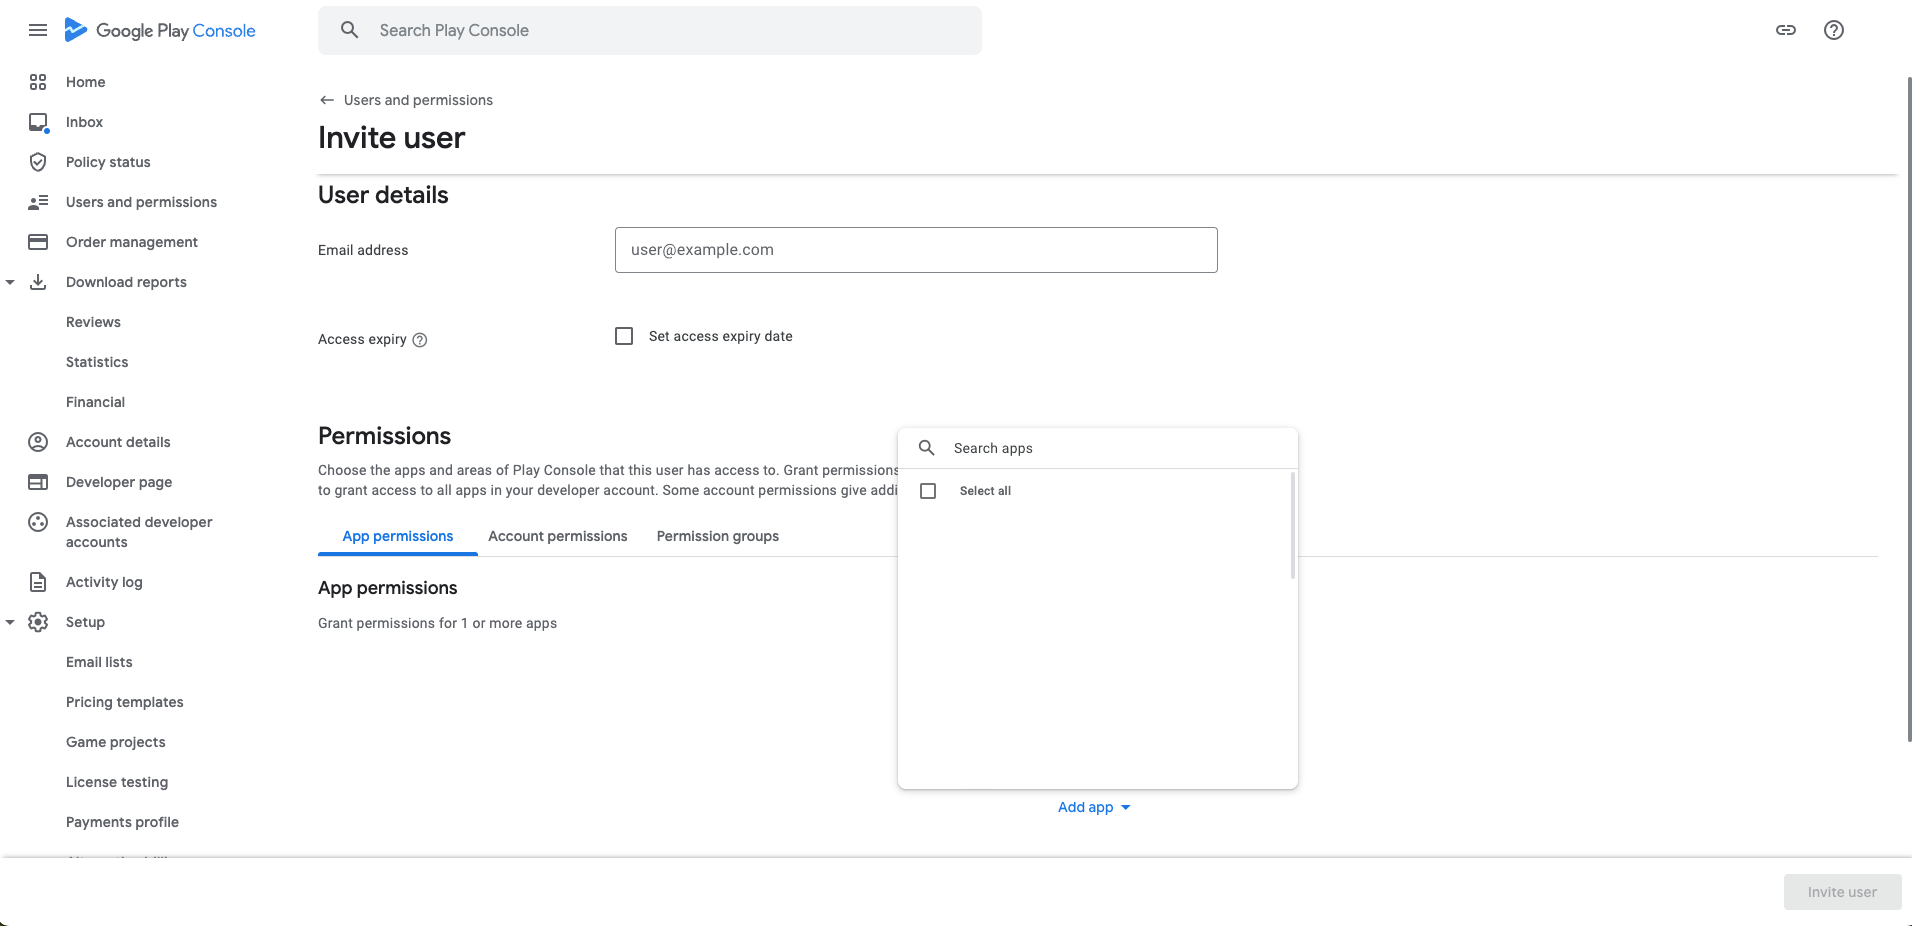 Google Play Console
Search Play Console
Home
Inbox
Policy status
Users and permissions
Order management
Download reports
Reviews
Statistics
Financial
Account details
Developer page
Associated developer
accounts
Activity log
Setup
Email lists
Pricing templates
Game projects
License testing
Payments profile
Users and permissions
Invite user
User details
Email address
user@example.com
Access expiry
Set access expiry date
Permissions
Choose the apps and areas of Play Console that this user has access to. Grant permissions
to grant access to all apps in your developer account. Some account permissions give addi
App permissions
Account permissions
Permission groups
App permissions
Grant permissions for 1 or more apps
Search apps
Select all
Add app
Invite user